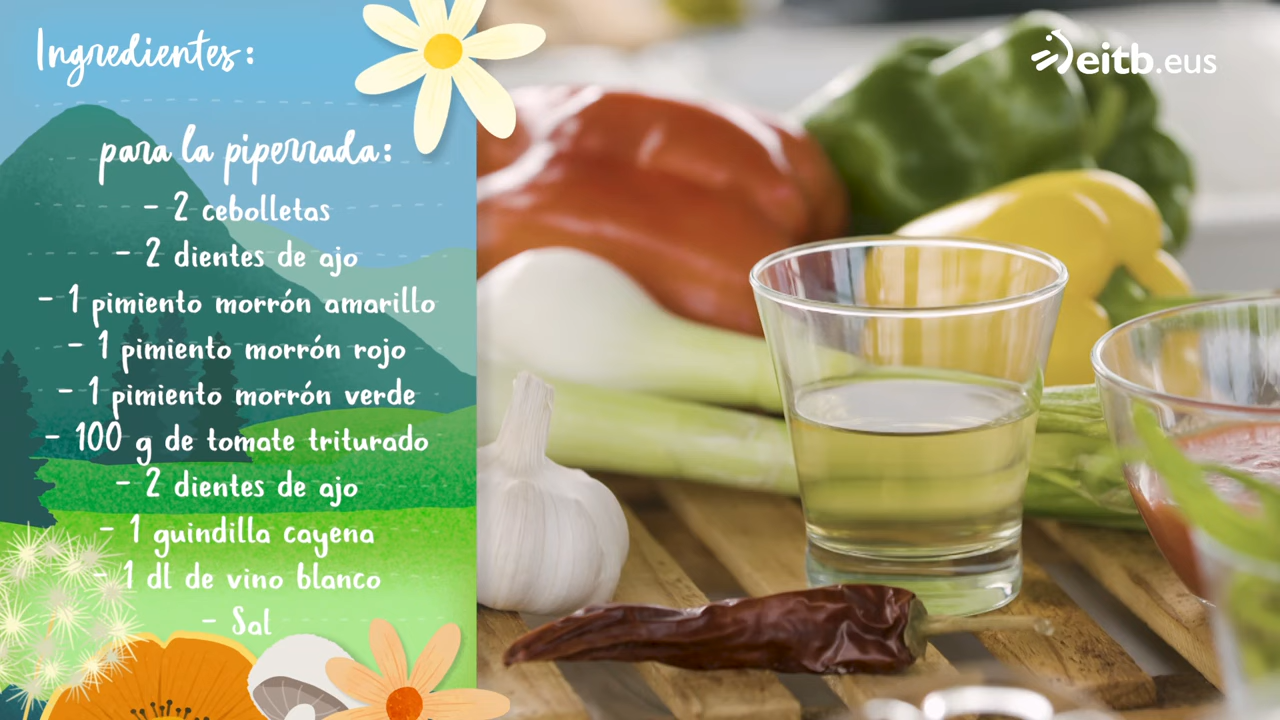 Ingredientes:
para la piperrada:
- 2 cebolletas
- 2 dientes de ajo
- 1 pimiento morrón amarillo
- 1 pimiento morrón rojo
- 1 pimiento morrón verde
- 100 g de tomate triturado
- 2 dientes de ajo
- 1 guindilla cayena
- 1 dl de vino blanco
- Sal
eitb.eus